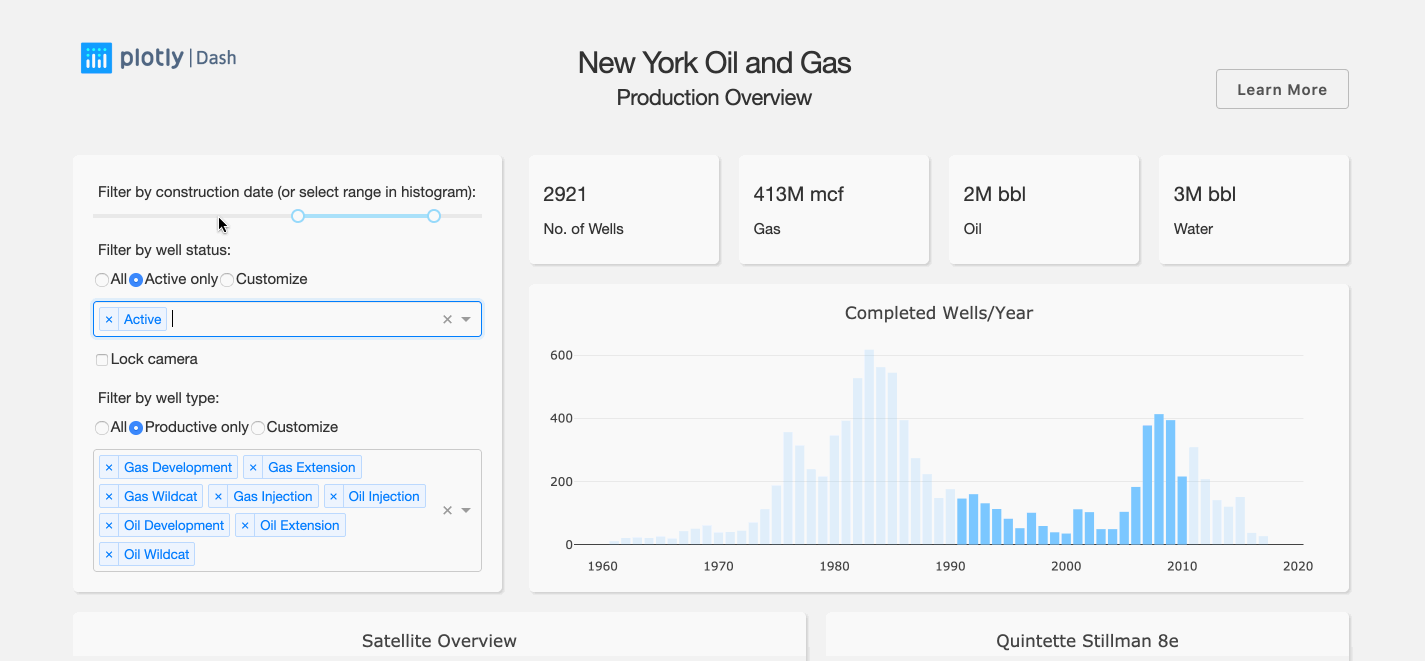 plotly | Dash
New York Oil and Gas
Production Overview
Learn More
Filter by construction date (or select range in histogram):
Filter by well status:
All Active only Customize
× Active ×
Lock camera
Filter by well type:
All Productive only Customize
× Gas Development × Gas Extension
× Gas Wildcat × Gas Injection × Oil Injection
× Oil Development × Oil Extension ×
× Oil Wildcat
2921
No. of Wells
413M mcf
Gas
2M bbl
Oil
3M bbl
Water
Completed Wells/Year
600
400
200
0
1960 1970 1980 1990 2000 2010 2020
Satellite Overview
Quintette Stillman 8e